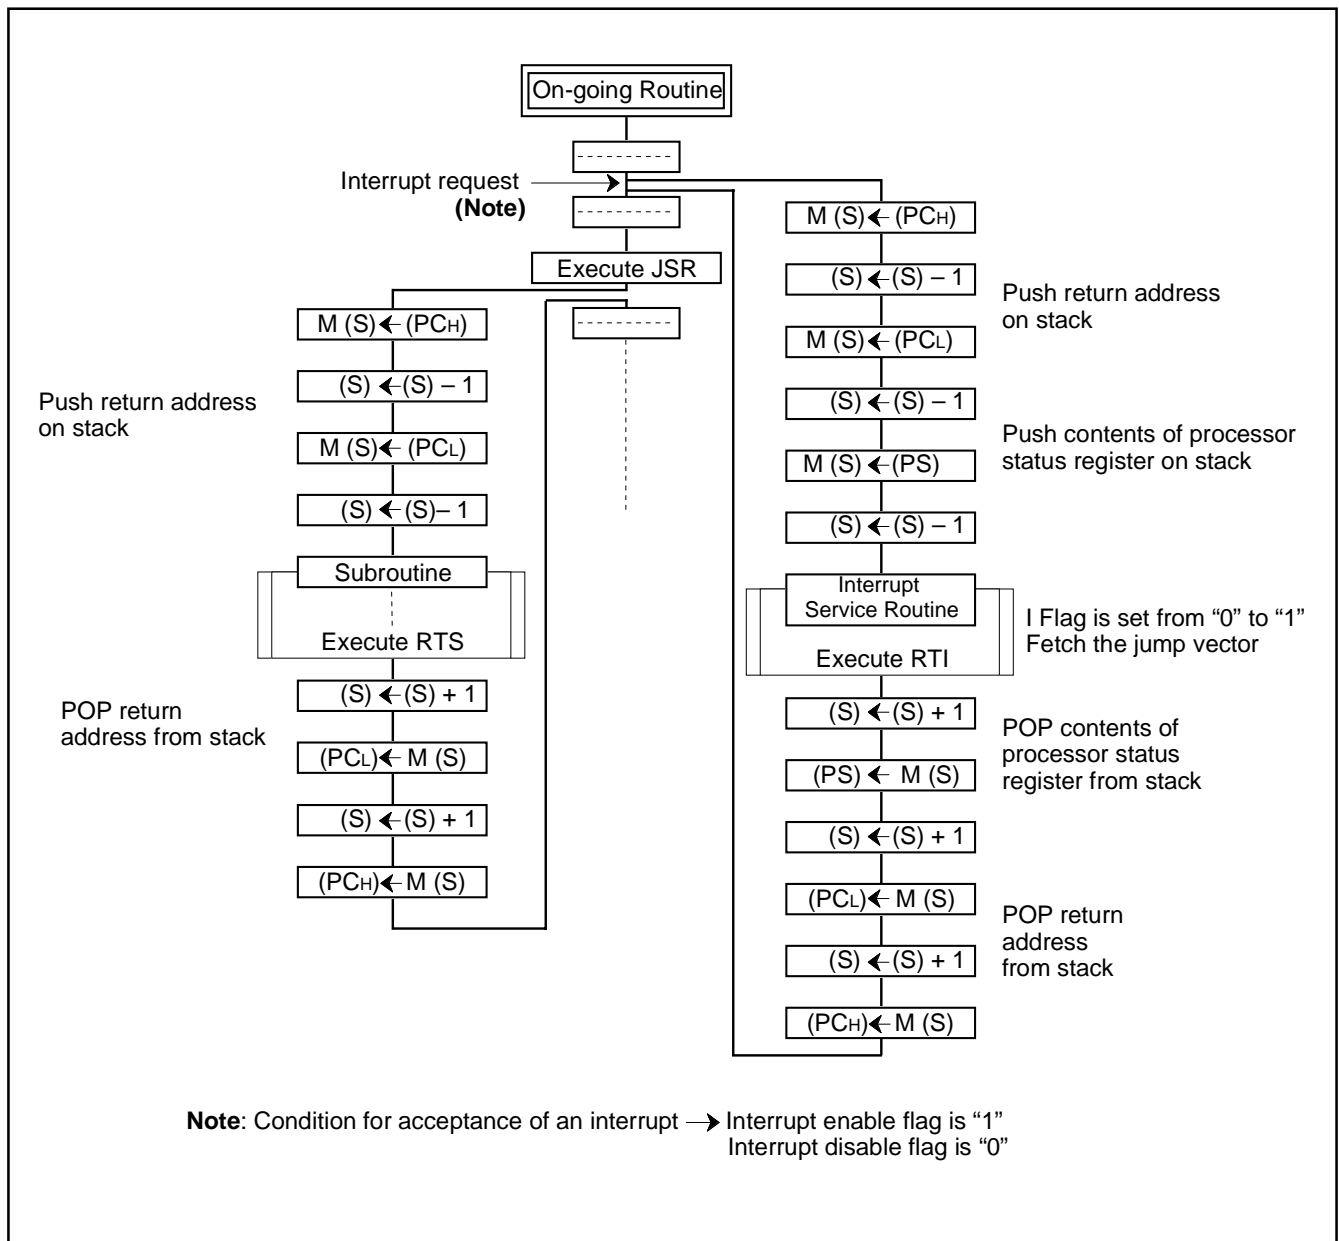 On-going Routine
Interrupt request
(Note)
Execute JSR
M (S) ← (PCH)
(S) ← (S) – 1
M (S) ← (PCL)
(S) ← (S)– 1
Push return address
on stack
Subroutine
Execute RTS
(S) ← (S) + 1
(PCL) ← M (S)
(S) ← (S) + 1
(PCH) ← M (S)
POP return
address from stack
M (S) ← (PCH)
(S) ← (S) – 1
M (S) ← (PCL)
(S) ← (S) – 1
M (S) ← (PS)
(S) ← (S) – 1
Push return address
on stack
Push contents of processor
status register on stack
Interrupt
Service Routine
Execute RTI
I Flag is set from “0” to “1”
Fetch the jump vector
(S) ← (S) + 1
(PS) ← M (S)
(S) ← (S) + 1
(PCL) ← M (S)
(S) ← (S) + 1
(PCH) ← M (S)
POP contents of
processor status
register from stack
POP return
address
from stack
Note: Condition for acceptance of an interrupt → Interrupt enable flag is “1”
Interrupt disable flag is “0”